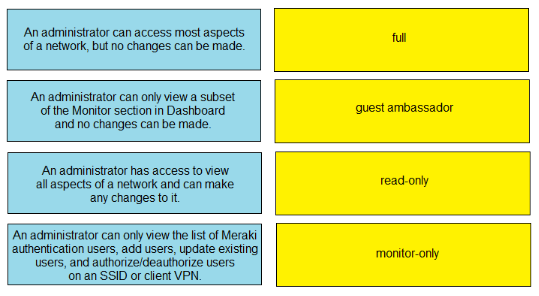 An administrator can access most aspects
of a network, but no changes can be made.
full
An administrator can only view a subset
of the Monitor section in Dashboard
and no changes can be made.
guest ambassador
An administrator has access to view
all aspects of a network and can make
any changes to it.
read-only
An administrator can only view the list of Meraki
authentication users, add users, update existing
users, and authorize/deauthorize users
on an SSID or client VPN.
monitor-only